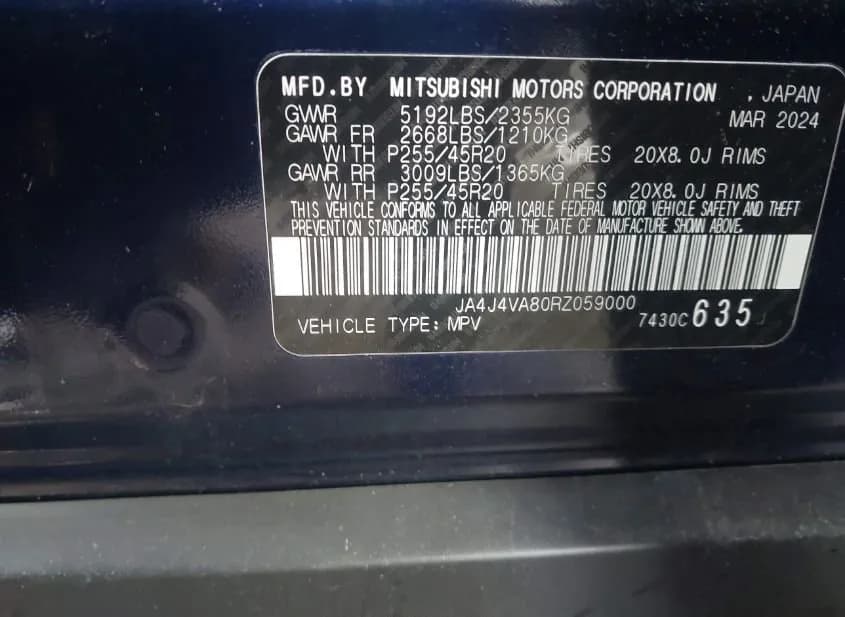 MFD.BY MITSUBISHI MOTORS CORPORATION , JAPAN
GVWR 5192LBS/2355KG MAR 2024
GAWR FR 2668LBS/1210KG
WITH P255/45R20 TIRES 20X8.0J RIMS
GAWR RR 3009LBS/1365KG
WITH P255/45R20 TIRES 20X8.0J RIMS
THIS VEHICLE CONFORMS TO ALL APPLICABLE FEDERAL MOTOR VEHICLE SAFETY AND THEFT
PREVENTION STANDARDS IN EFFECT ON THE DATE OF MANUFACTURE SHOWN ABOVE.
JA4J4VA80RZ059000
VEHICLE TYPE: MPV 7430C 635